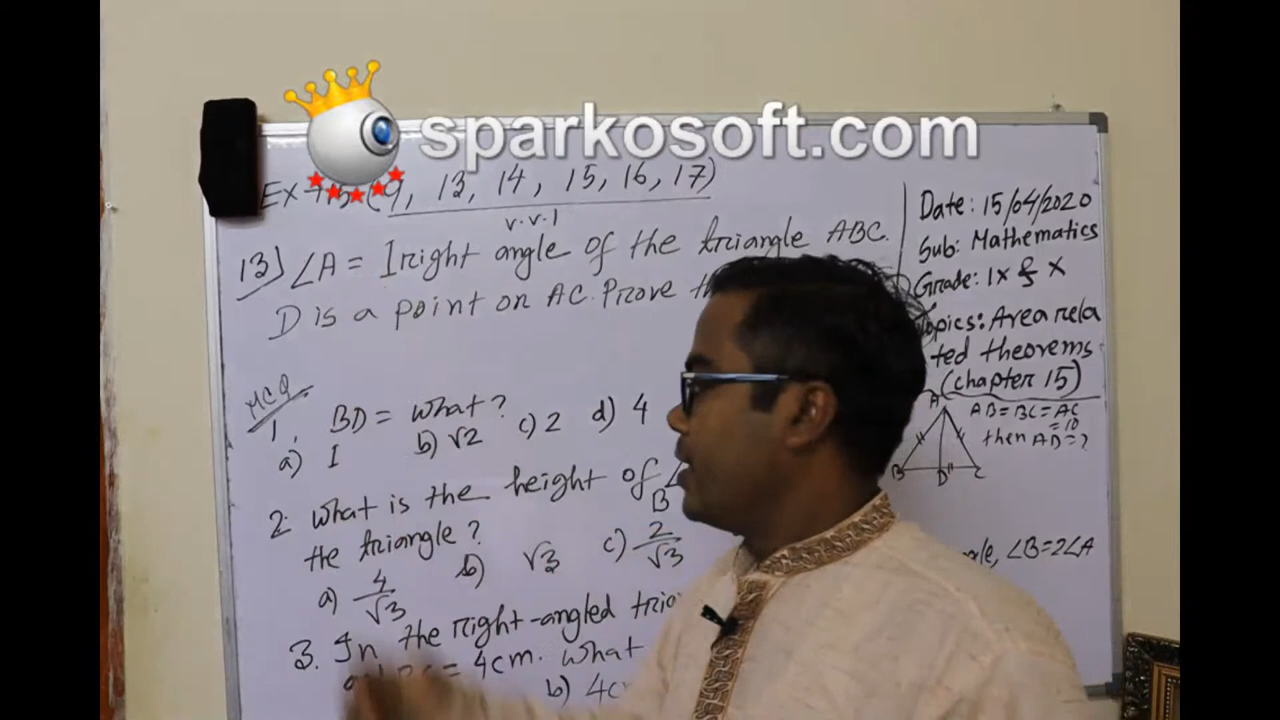 sparkosoft.com
Ex-15 (9, 13, 14, 15, 16, 17)
v.v.I
13) ∠A = 1 right angle of the triangle ABC.
D is a point on AC. Prove
MCQ
1. BD = what?
a) 1 b) √2 c) 2 d) 4
2. What is the height of
the triangle?
a) 4/√3 b) √3 c) 2/√3
3. In the right-angled
= 4cm. What
b)
B
Date: 15/04/2020
Sub: Mathematics
Grade: IX & X
Topics: Area rela
ted theorems
(chapter 15)
A
AB = BC = AC
= 10
then AD = ?
B D C
∠B = 2∠A